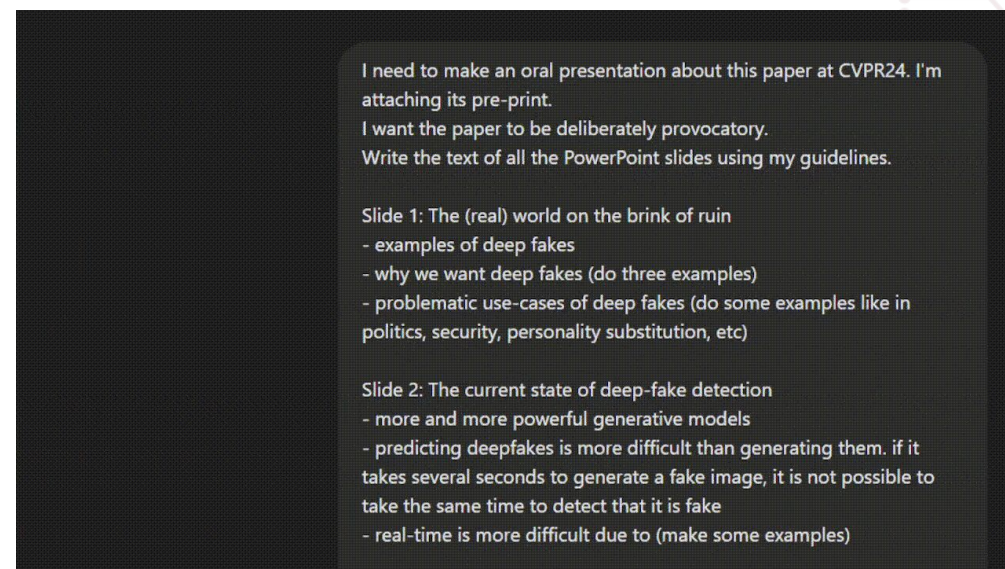 I need to make an oral presentation about this paper at CVPR24. I'm
attaching its pre-print.
I want the paper to be deliberately provocatory.
Write the text of all the PowerPoint slides using my guidelines.
Slide 1: The (real) world on the brink of ruin
- examples of deep fakes
- why we want deep fakes (do three examples)
- problematic use-cases of deep fakes (do some examples like in
politics, security, personality substitution, etc)
Slide 2: The current state of deep-fake detection
- more and more powerful generative models
- predicting deepfakes is more difficult than generating them. if it
takes several seconds to generate a fake image, it is not possible to
take the same time to detect that it is fake
- real-time is more difficult due to (make some examples)